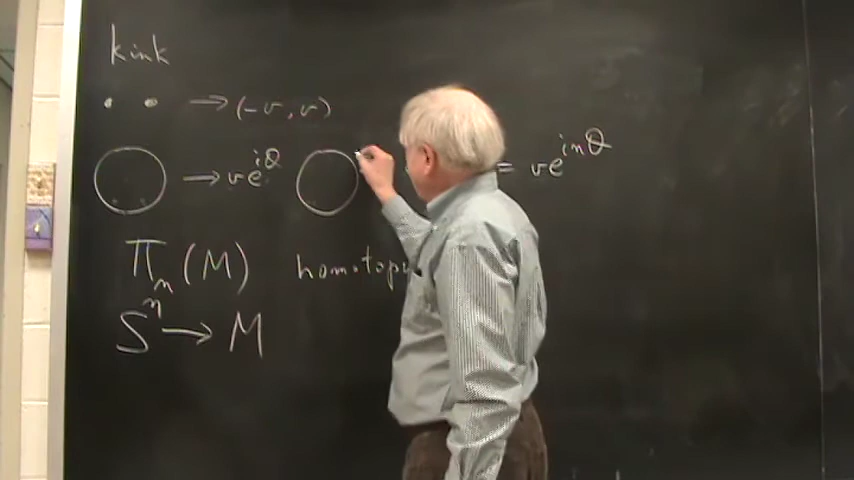 kink
→ (-v, v)
→ ve^{iθ} = ve^{inθ}
Π_n (M) homotop
S^n → M